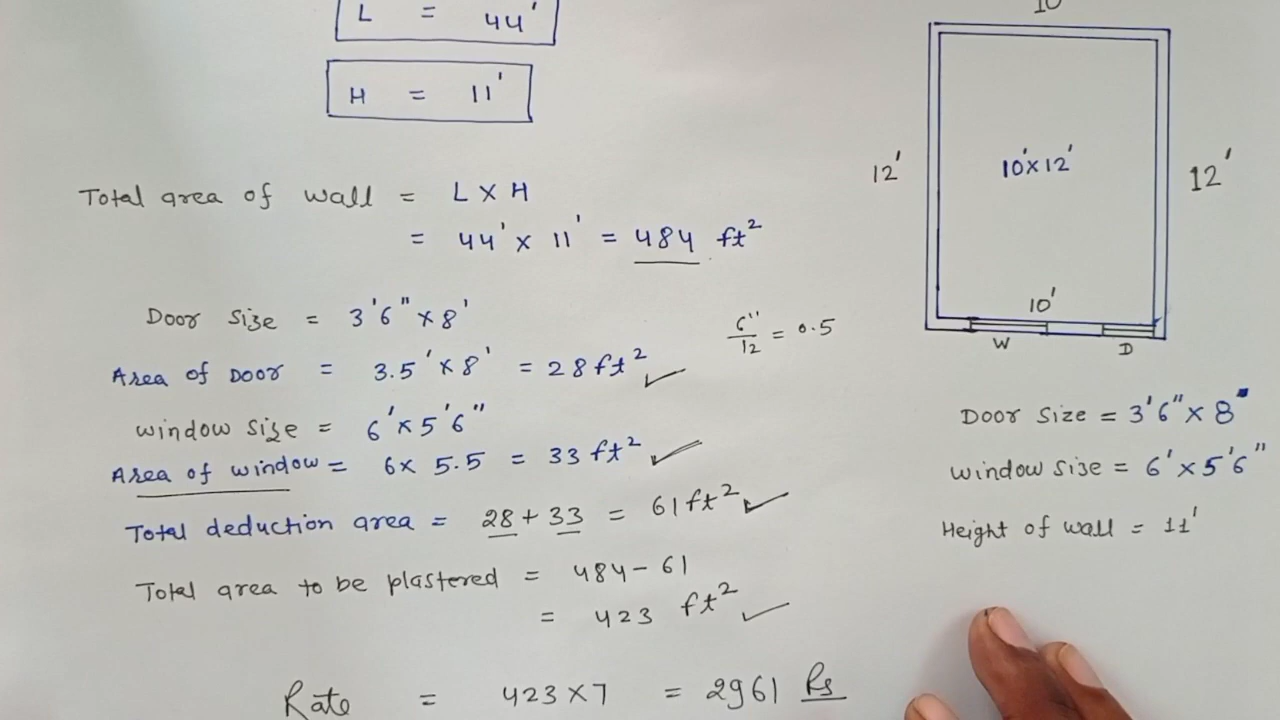 L = 44'
H = 11'
Total area of wall = L X H
= 44' x 11' = 484 ft²
Door Size = 3'6" x 8'
Area of Door = 3.5' x 8' = 28 ft²
6"/12 = 0.5
window size = 6' x 5'6"
Area of window = 6 x 5.5 = 33 ft²
Total deduction area = 28 + 33 = 61 ft²
Total area to be plastered = 484 - 61
= 423 ft²
Rate = 423 x 7 = 2961 Rs
10
12'
10' x 12'
12'
10'
W
D
Door Size = 3'6" x 8"
window size = 6' x 5'6"
Height of wall = 11'